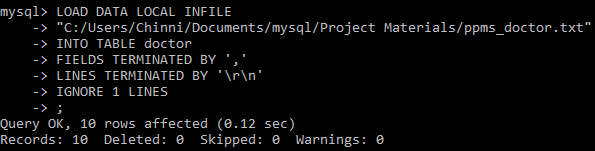 mysql> LOAD DATA LOCAL INFILE
    -> "C:/Users/Chinni/Documents/mysql/Project Materials/ppms_doctor.txt"
    -> INTO TABLE doctor
    -> FIELDS TERMINATED BY ','
    -> LINES TERMINATED BY '\r\n'
    -> IGNORE 1 LINES
    -> ;
Query OK, 10 rows affected (0.12 sec)
Records: 10  Deleted: 0  Skipped: 0  Warnings: 0